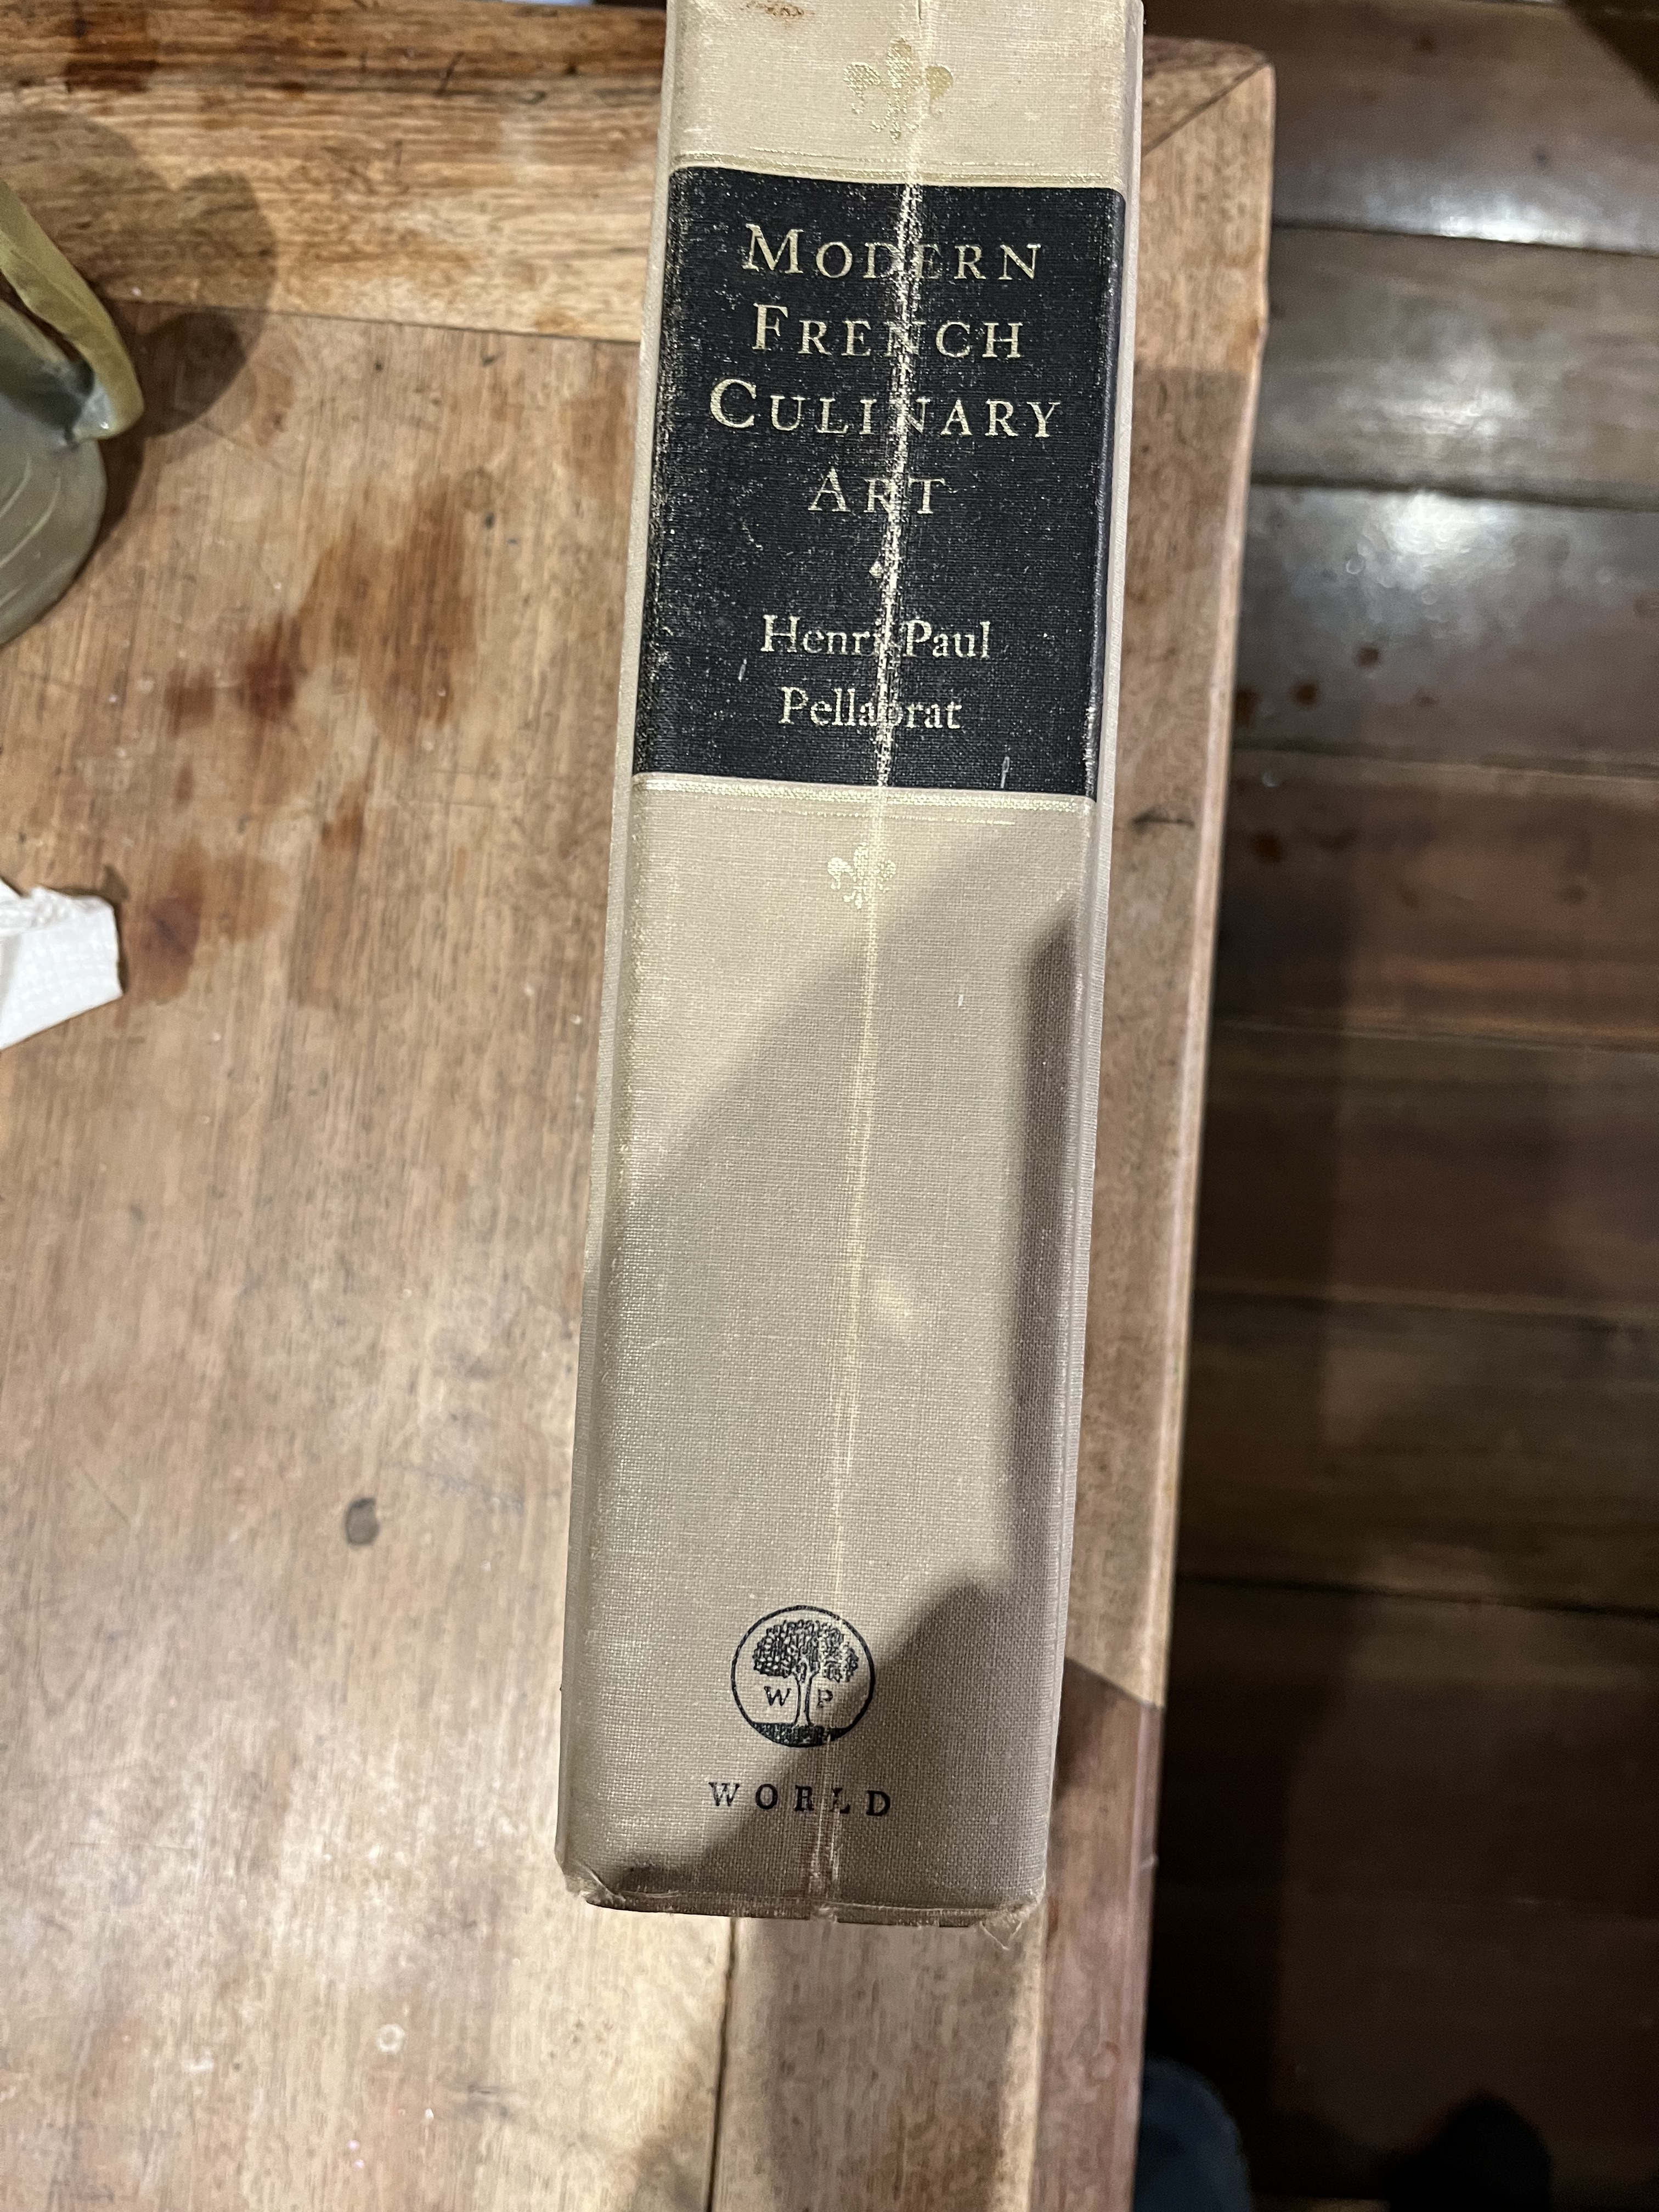 MODERN
FRENCH
CULINARY
ART
Henri Paul
Pellaprat
W P
WORLD